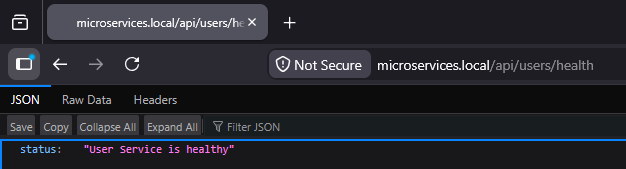 microservices.local/api/users/he
Not Secure microservices.local/api/users/health
JSON Raw Data Headers
Save Copy Collapse All Expand All Filter JSON
status: "User Service is healthy"